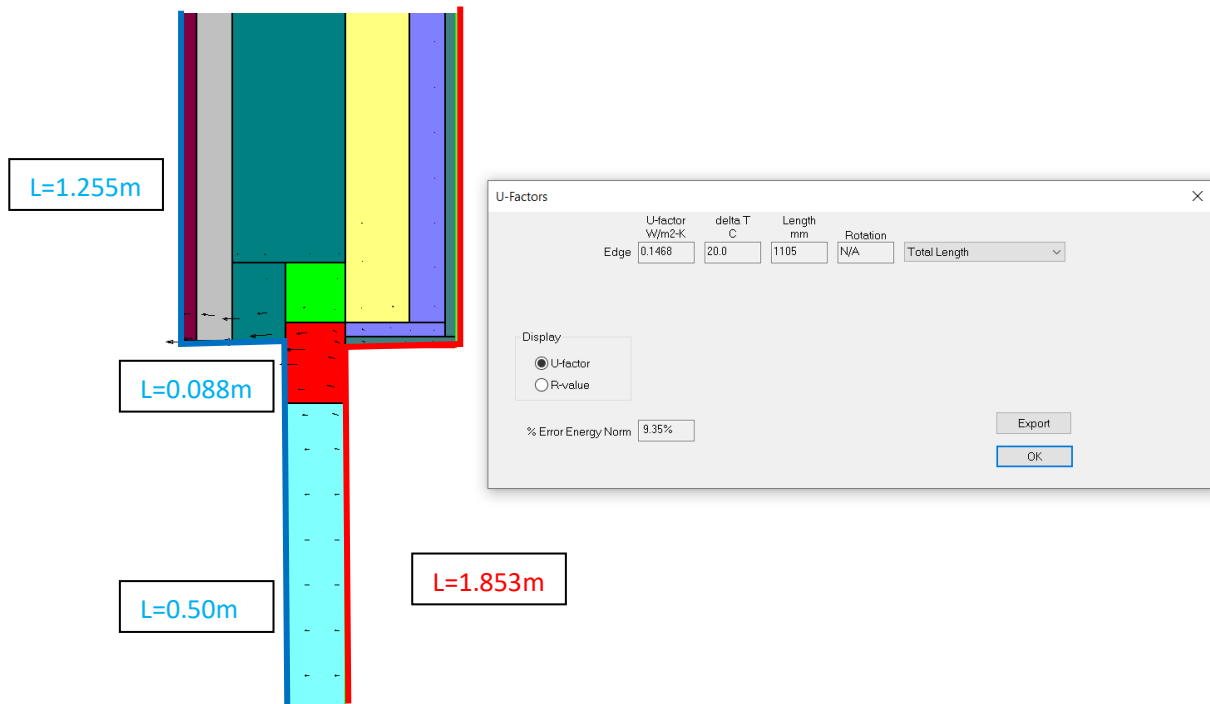 L=1.255m
L=0.088m
L=0.50m
L=1.853m
U-Factors
U-factor delta T Length
W/m2-K C mm Rotation
Edge 0.1468 20.0 1105 N/A Total Length
Display
U-factor
R-value
% Error Energy Norm 9.35%
Export
OK